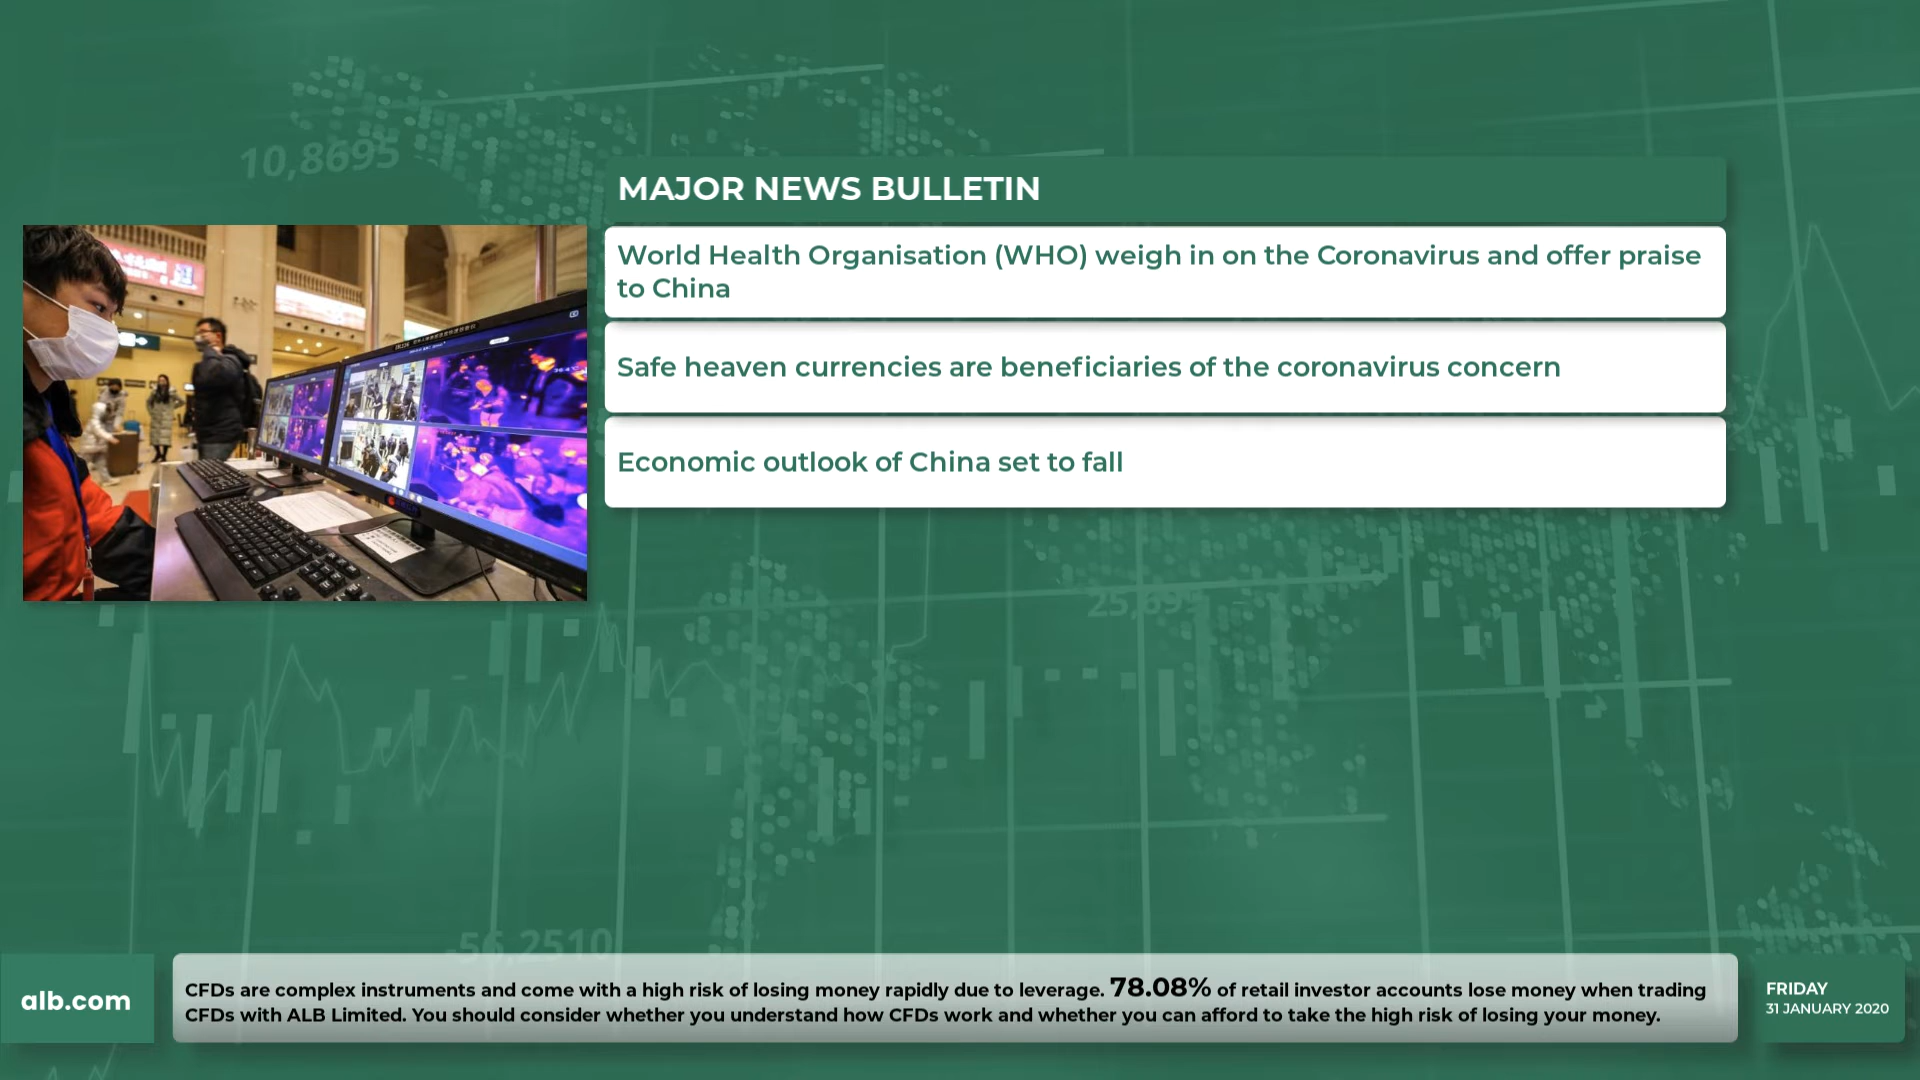 10,8695
MAJOR NEWS BULLETIN
World Health Organisation (WHO) weigh in on the Coronavirus and offer praise
to China
Safe heaven currencies are beneficiaries of the coronavirus concern
Economic outlook of China set to fall
-56,2510
alb.com
CFDs are complex instruments and come with a high risk of losing money rapidly due to leverage. 78.08% of retail investor accounts lose money when trading
CFDs with ALB Limited. You should consider whether you understand how CFDs work and whether you can afford to take the high risk of losing your money.
FRIDAY
31 JANUARY 2020